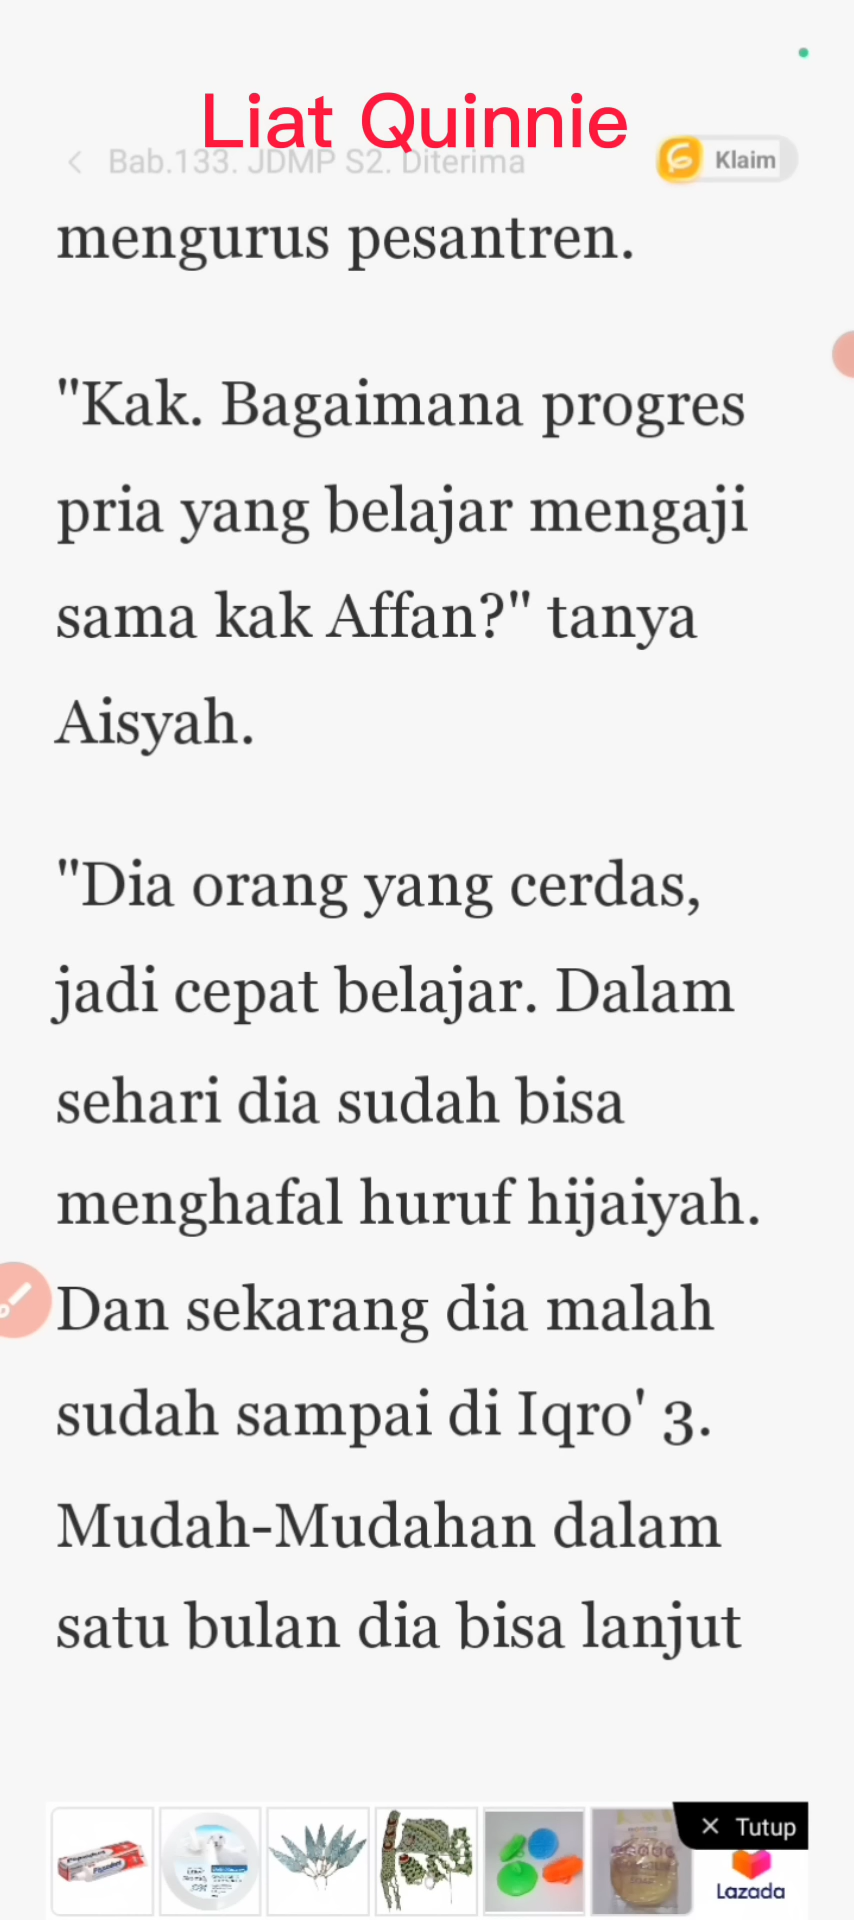 Liat Quinnie
Bab.133. JDMP S2. Diterima
Klaim
mengurus pesantren.
"Kak. Bagaimana progres
pria yang belajar mengaji
sama kak Affan?" tanya
Aisyah.
"Dia orang yang cerdas,
jadi cepat belajar. Dalam
sehari dia sudah bisa
menghafal huruf hijaiyah.
Dan sekarang dia malah
sudah sampai di Iqro' 3.
Mudah-Mudahan dalam
satu bulan dia bisa lanjut
Tutup
Lazada